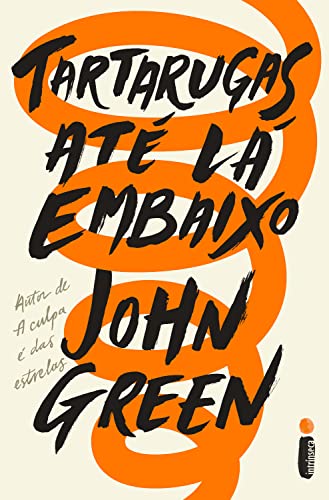 TARTARUGAS
ATÉ LÁ
EMBAIXO
JOHN
GREEN
Autor de
A culpa
é das
estrelas
intrínseca